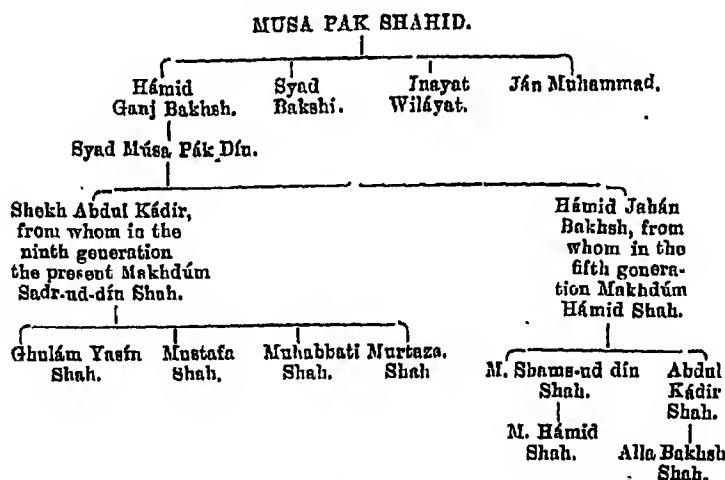 MUSA PAK SHAHID.
Hámid
Ganj Bakhsh.
Syad
Bakshi.
Inayat
Wiláyat.
Ján Muhammad.
Syad Músa Pák Dín.
Shekh Abdul Kádir,
from whom in the
ninth generation
the present Makhdúm
Sadr-ud-dín Shah.
Hámid Jahán
Bakhsh, from
whom in the
fifth genera-
tion Makhdúm
Hámid Shah.
Ghulám Yasín
Shah.
Mustafa
Shah.
Muhabbati
Shah.
Murtaza.
Shah
M. Shams-ud dín
Shah.
Abdul
Kádir
Shah.
M. Hámid
Shah.
Alla Bakhsh
Shah.